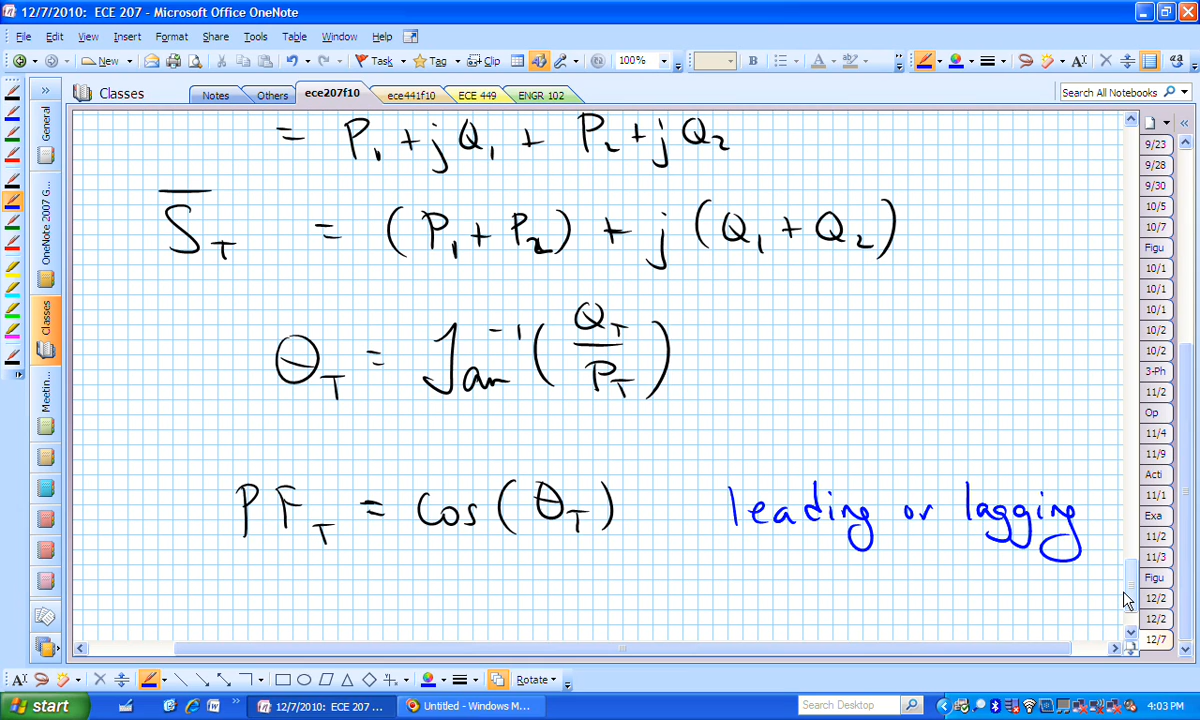 12/7/2010: ECE 207 - Microsoft Office OneNote
File Edit View Insert Format Share Tools Table Window Help
New Task Tag Clip 100% B A ab A
Classes Notes Others ece207f10 ece441f10 ECE 449 ENGR 102 Search All Notebooks
= P₁ + jQ₁ + P₂ + jQ₂
S̅_T = (P₁ + P₂) + j (Q₁ + Q₂)
θ_T = Tan⁻¹ (Q_T / P_T)
PF_T = cos(θ_T) leading or lagging
General
OneNote 2007 G...
Classes
Meetin...
9/23
9/28
9/30
10/5
10/7
Figu
10/1
10/1
10/1
10/2
10/2
3-Ph
11/2
Op
11/4
11/9
Acti
11/1
Exa
11/2
11/3
Figu
12/2
12/2
12/7
A Rotate
start 12/7/2010: ECE 207 ... Untitled - Windows M... Search Desktop 4:03 PM